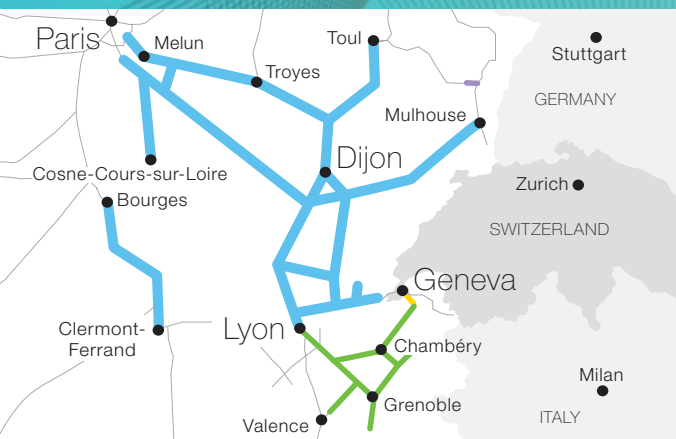 Paris
Melun
Toul
Stuttgart
Troyes
GERMANY
Mulhouse
Dijon
Cosne-Cours-sur-Loire
Zurich
Bourges
SWITZERLAND
Geneva
Clermont-
Ferrand
Lyon
Chambéry
Milan
Grenoble
Valence
ITALY